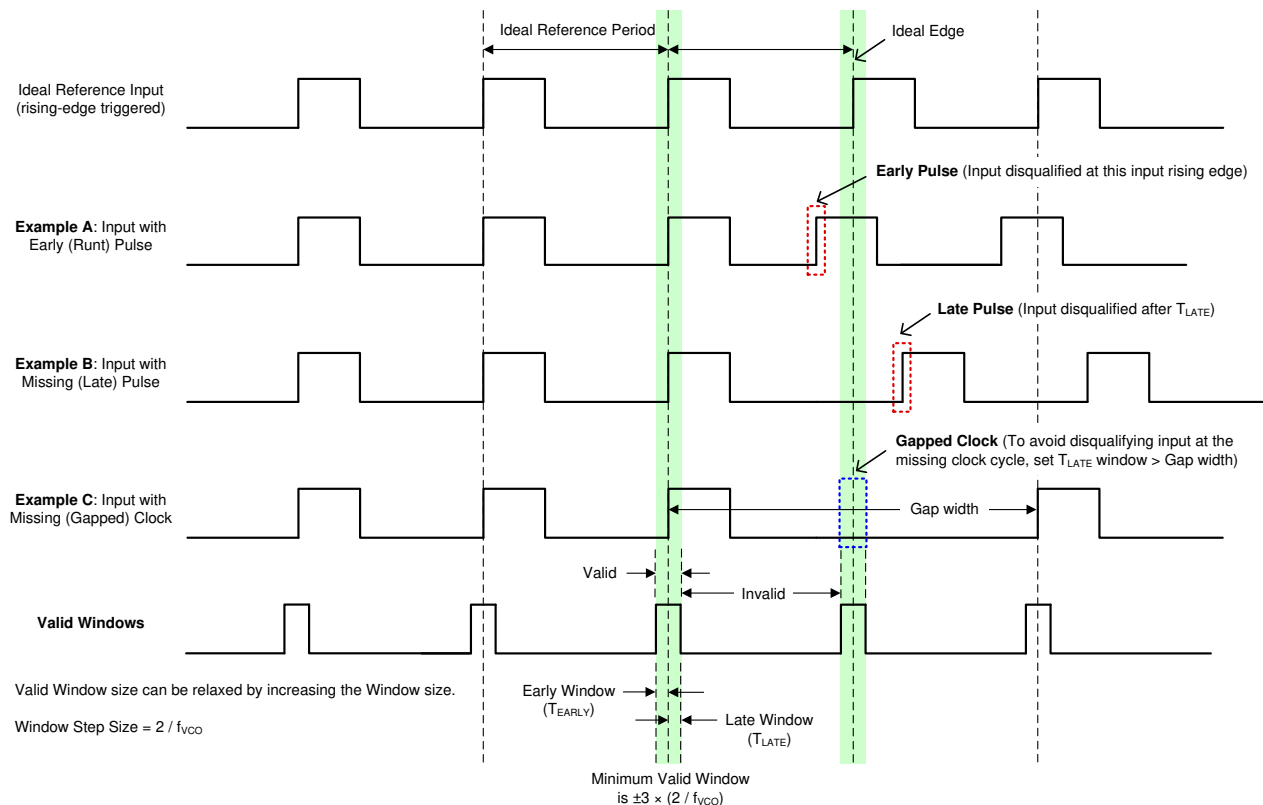 Ideal Reference Period
Ideal Edge
Ideal Reference Input
(rising-edge triggered)
Early Pulse (Input disqualified at this input rising edge)
Example A: Input with
Early (Runt) Pulse
Late Pulse (Input disqualified after TLATE)
Example B: Input with
Missing (Late) Pulse
Gapped Clock (To avoid disqualifying input at the
missing clock cycle, set TLATE window > Gap width)
Example C: Input with
Missing (Gapped) Clock
Gap width
Valid
Invalid
Valid Windows
Valid Window size can be relaxed by increasing the Window size.
Window Step Size = 2 / fVCO
Early Window
(TEARLY)
Late Window
(TLATE)
Minimum Valid Window
is ±3 × (2 / fVCO)